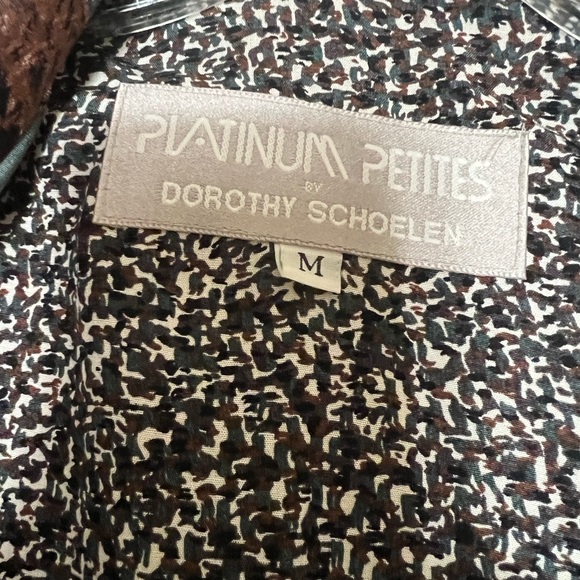 PLATINUM PETITES
BY
DOROTHY SCHOELEN
M